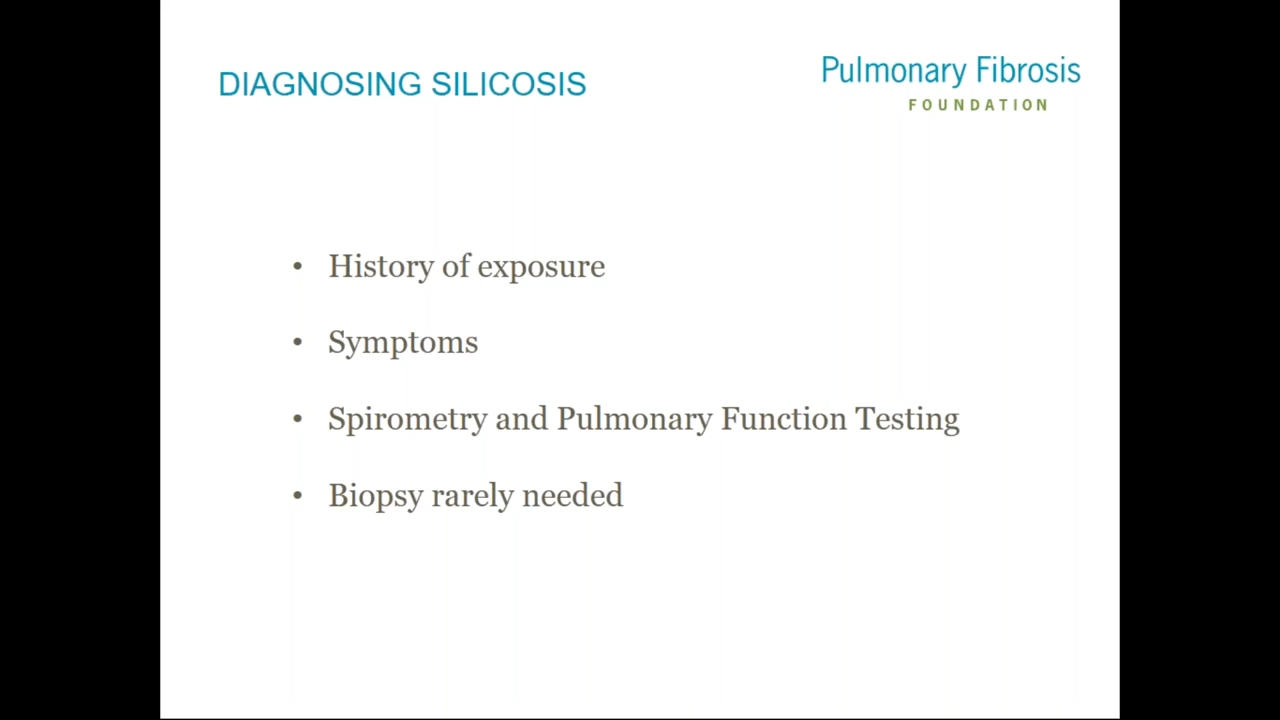 DIAGNOSING SILICOSIS
Pulmonary Fibrosis
FOUNDATION
• History of exposure
• Symptoms
• Spirometry and Pulmonary Function Testing
• Biopsy rarely needed